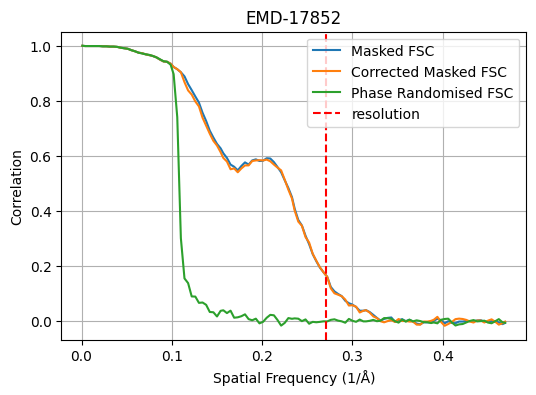 EMD-17852
Masked FSC
Corrected Masked FSC
Phase Randomised FSC
resolution
Correlation
1.0
0.8
0.6
0.4
0.2
0.0
0.0 0.1 0.2 0.3 0.4
Spatial Frequency (1/Å)